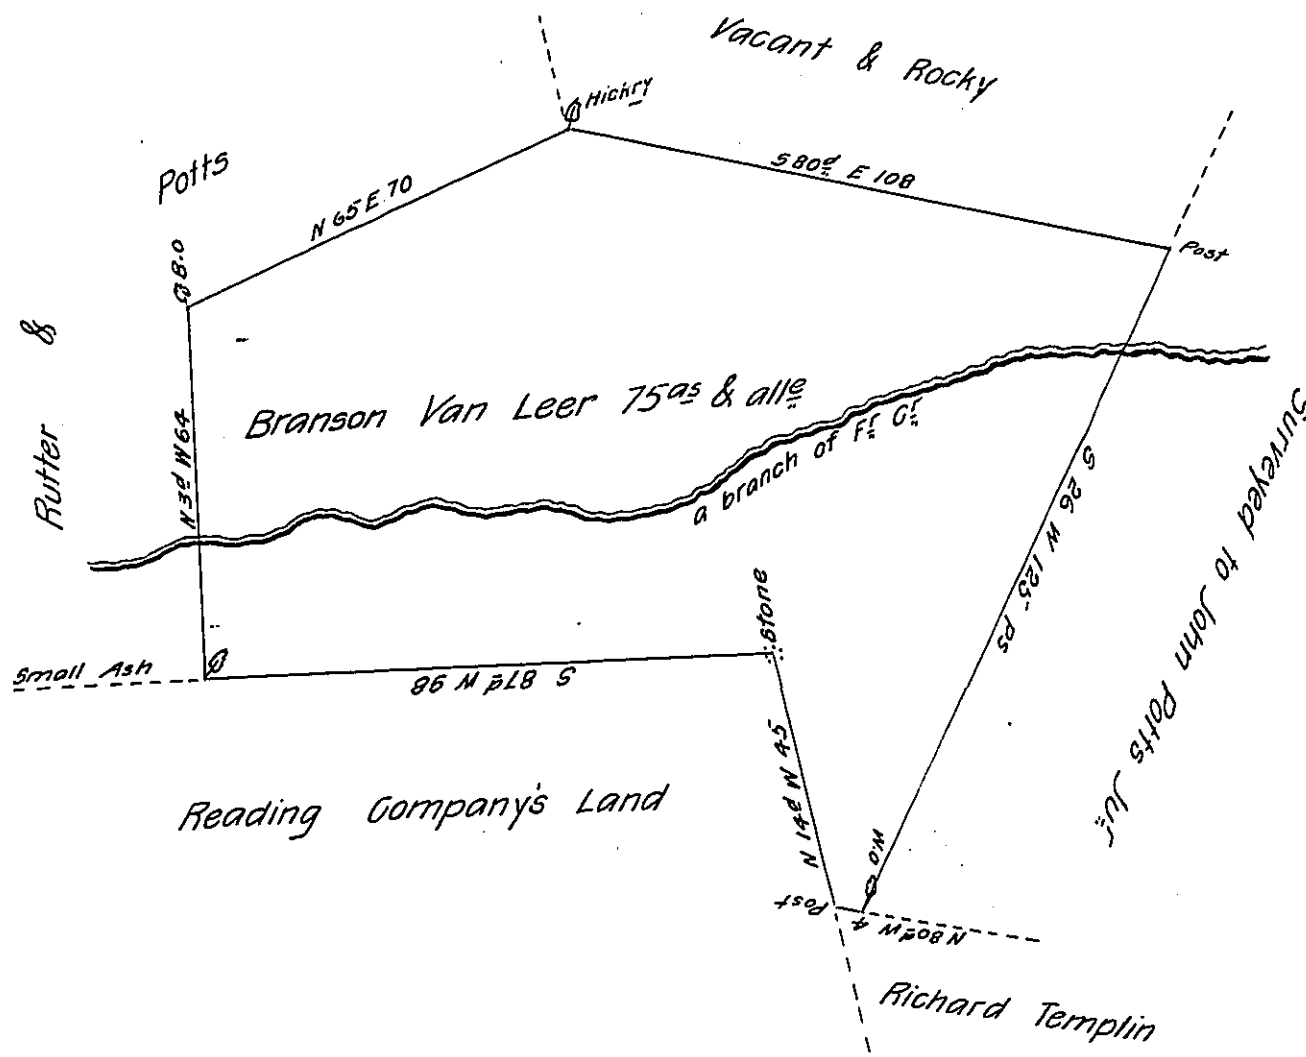 Vacant & Rocky
Hickry
Potts
N 65 E 70
S 80d E 108
Post
B.O
Rutter &
N 3d W 64
Branson Van Leer 75as & alle
a branch of Fr Cr
S 26 W 125 Ps
Surveyed to John Potts Jur
Stone
Small Ash
S 87d W 98
N 14d W 45
Reading Company's Land
W.O
Post
4
N 80d W
Richard Templin